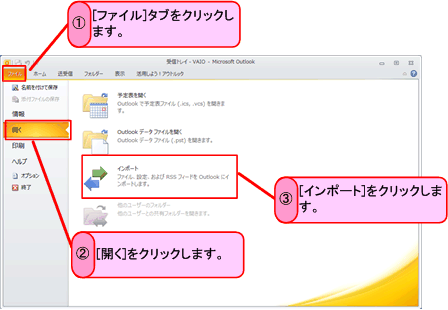 ① [ファイル]タブをクリックし
ます。
受信トレイ - VAIO - Microsoft Outlook
ファイル ホーム 送受信 フォルダー 表示 活用しよう！アウトルック
名前を付けて保存
添付ファイルの保存
情報
開く
印刷
ヘルプ
オプション
終了
予定表を開く
Outlook で予定表ファイル (.ics, .vcs) を開きま
す。
Outlook データ ファイルを開く
Outlook データ ファイル (.pst) を開きます。
インポート
ファイル、設定、および RSS フィードを Outlook に
インポートします。
他のユーザーのフォルダー
他のユーザーとの共有フォルダーを開きます。
③ [インポート]をクリックしま
す。
② [開く]をクリックします。